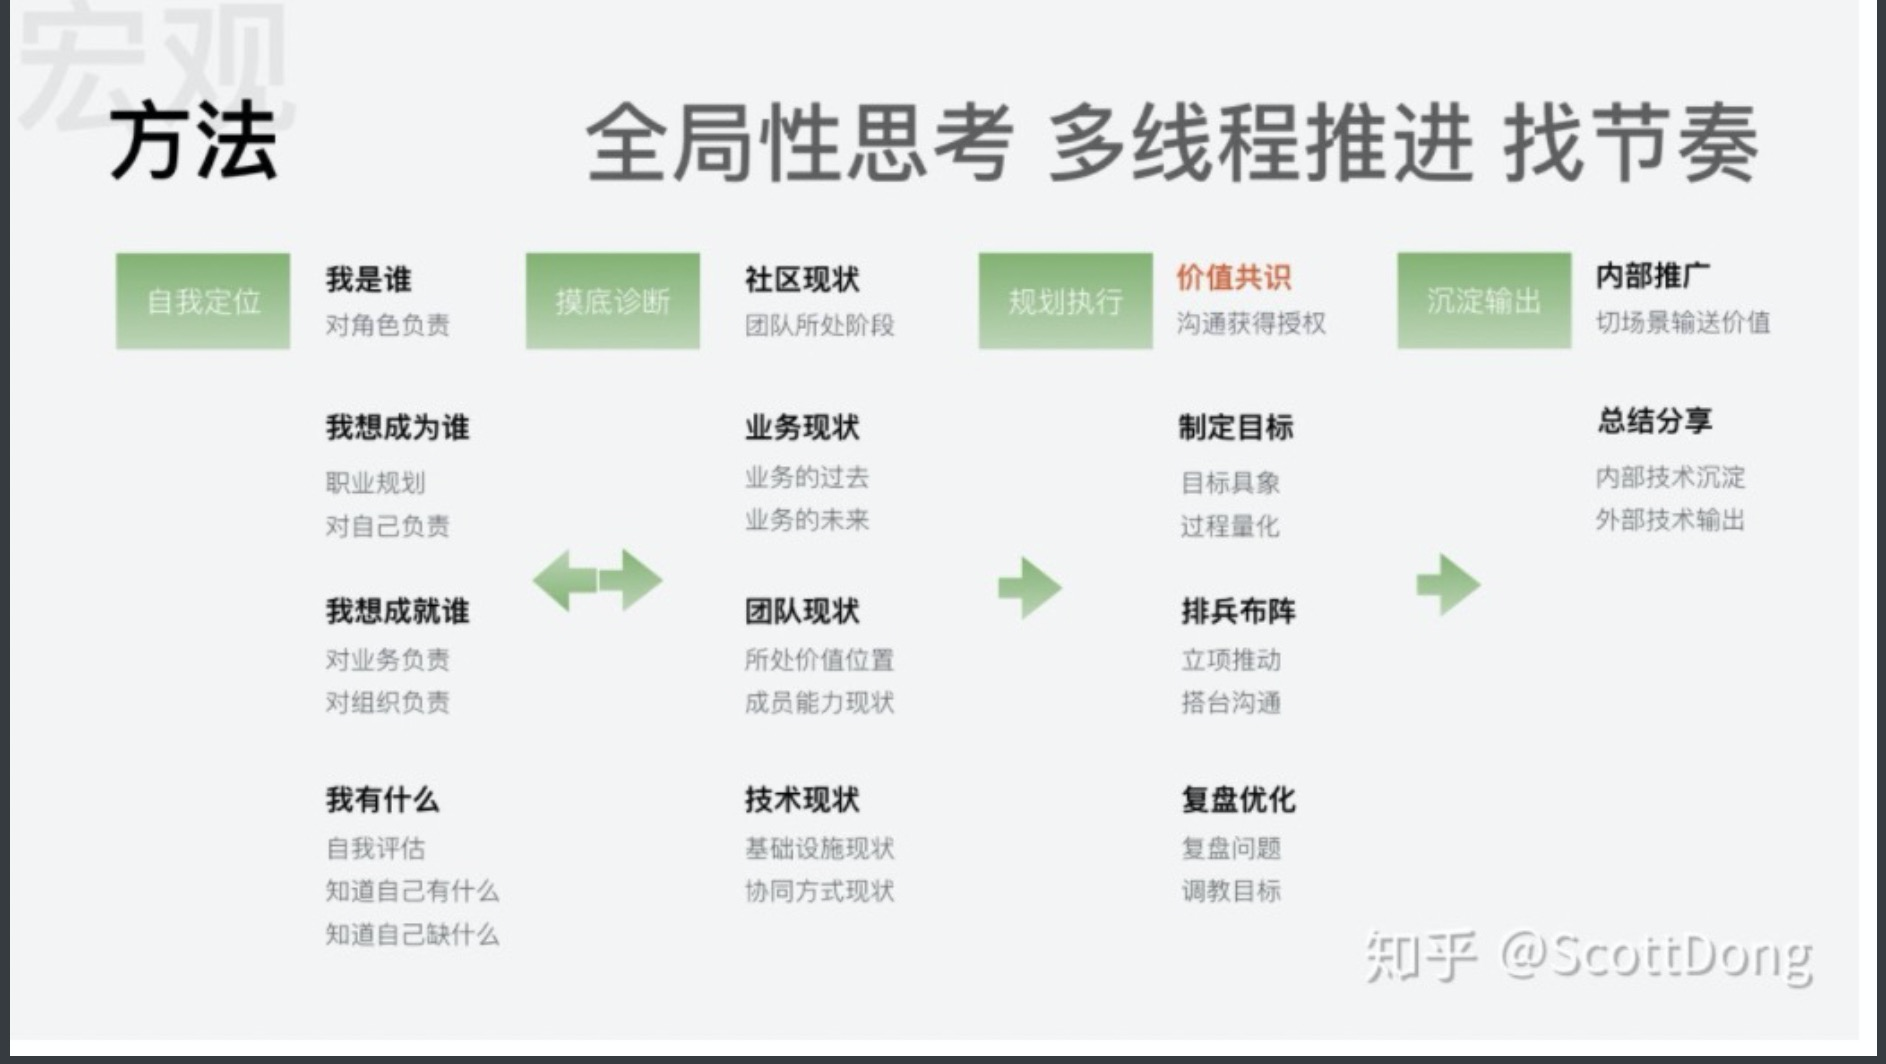 宏观
方法
全局性思考 多线程推进 找节奏
自我定位
我是谁
对角色负责
我想成为谁
职业规划
对自己负责
我想成就谁
对业务负责
对组织负责
我有什么
自我评估
知道自己有什么
知道自己缺什么
摸底诊断
社区现状
团队所处阶段
业务现状
业务的过去
业务的未来
团队现状
所处价值位置
成员能力现状
技术现状
基础设施现状
协同方式现状
规划执行
价值共识
沟通获得授权
制定目标
目标具象
过程量化
排兵布阵
立项推动
搭台沟通
复盘优化
复盘问题
调教目标
沉淀输出
内部推广
切场景输送价值
总结分享
内部技术沉淀
外部技术输出
知乎 @ScottDong